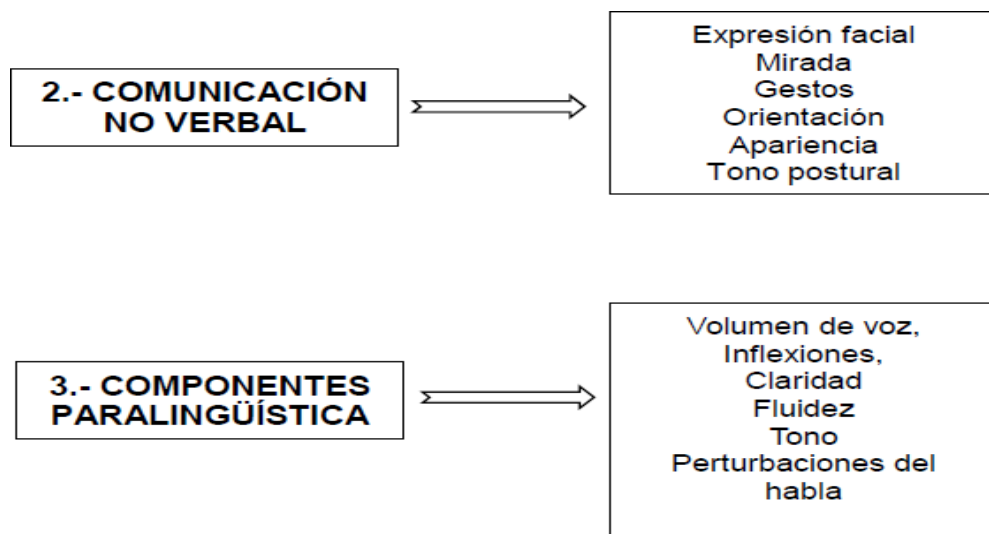 2.- COMUNICACIÓN
NO VERBAL
Expresión facial
Mirada
Gestos
Orientación
Apariencia
Tono postural
3.- COMPONENTES
PARALINGÜÍSTICA
Volumen de voz,
Inflexiones,
Claridad
Fluidez
Tono
Perturbaciones del
habla